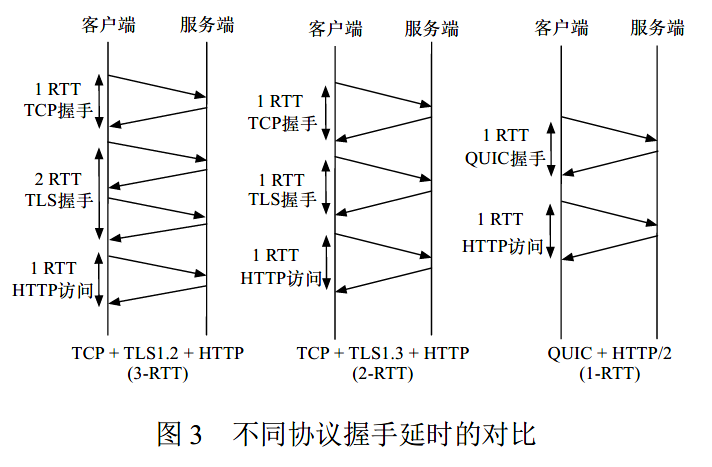 客户端 服务端
1 RTT
TCP握手
2 RTT
TLS握手
1 RTT
HTTP访问
TCP + TLS1.2 + HTTP
(3-RTT)
客户端 服务端
1 RTT
TCP握手
1 RTT
TLS握手
1 RTT
HTTP访问
TCP + TLS1.3 + HTTP
(2-RTT)
客户端 服务端
1 RTT
QUIC握手
1 RTT
HTTP访问
QUIC + HTTP/2
(1-RTT)
图 3 不同协议握手延时的对比